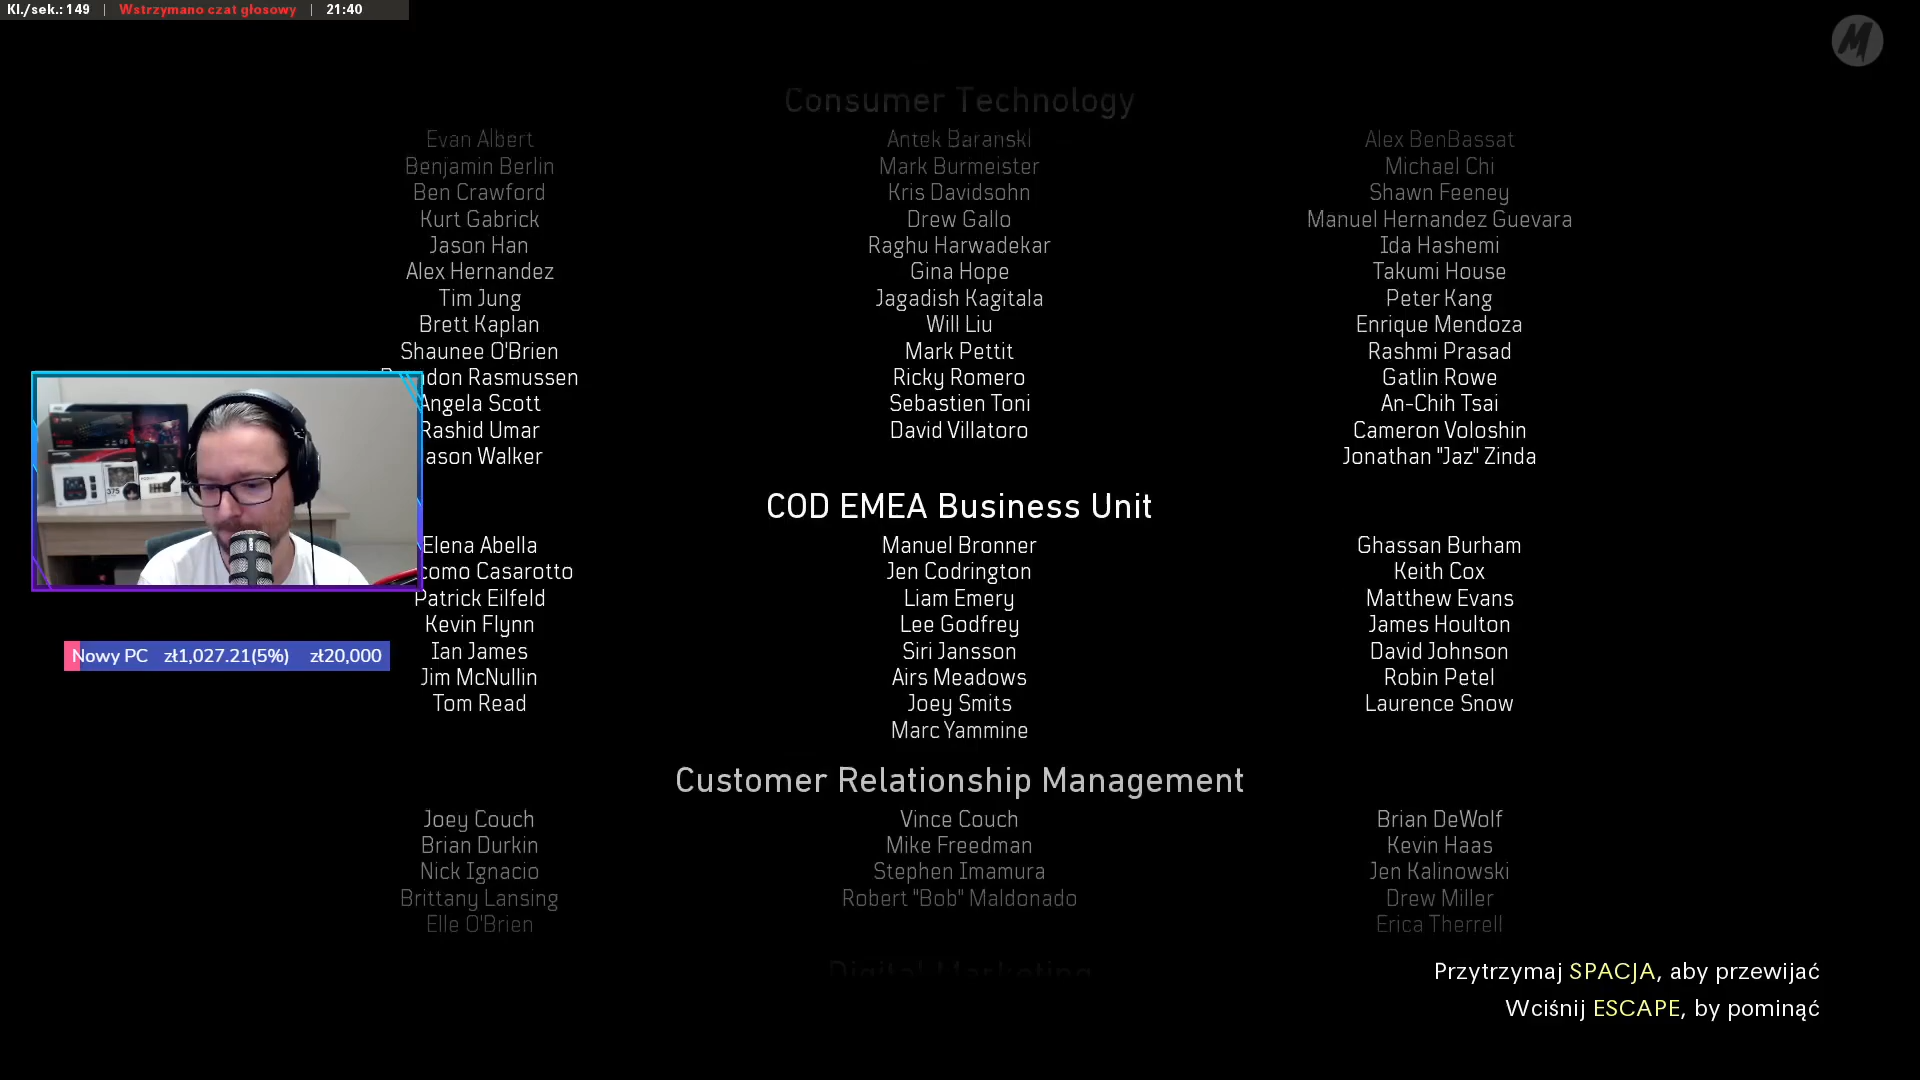 Kl./sek.: 149 | Wstrzymano czat głosowy | 21:40
Consumer Technology
Evan Albert Antek Baranski Alex BenBassat
Benjamin Berlin Mark Burmeister Michael Chi
Ben Crawford Kris Davidsohn Shawn Feeney
Kurt Gabrick Drew Gallo Manuel Hernandez Guevara
Jason Han Raghu Harwadekar Ida Hashemi
Alex Hernandez Gina Hope Takumi House
Tim Jung Jagadish Kagitala Peter Kang
Brett Kaplan Will Liu Enrique Mendoza
Shaunee O'Brien Mark Pettit Rashmi Prasad
Rasmussen Ricky Romero Gatlin Rowe
Angela Scott Sebastien Toni An-Chih Tsai
Rashid Umar David Villatoro Cameron Voloshin
ason Walker Jonathan "Jaz" Zinda
COD EMEA Business Unit
Elena Abella Manuel Bronner Ghassan Burham
como Casarotto Jen Codrington Keith Cox
Patrick Eilfeld Liam Emery Matthew Evans
Kevin Flynn Lee Godfrey James Houlton
Ian James Siri Jansson David Johnson
Jim McNullin Airs Meadows Robin Petel
Tom Read Joey Smits Laurence Snow
Marc Yammine
Nowy PC zł1,027.21(5%) zł20,000
Customer Relationship Management
Joey Couch Vince Couch Brian DeWolf
Brian Durkin Mike Freedman Kevin Haas
Nick Ignacio Stephen Imamura Jen Kalinowski
Brittany Lansing Robert "Bob" Maldonado Drew Miller
Elle O'Brien Erica Therrell
Digital Marketing
Przytrzymaj SPACJA, aby przewijać
Wciśnij ESCAPE, by pominąć